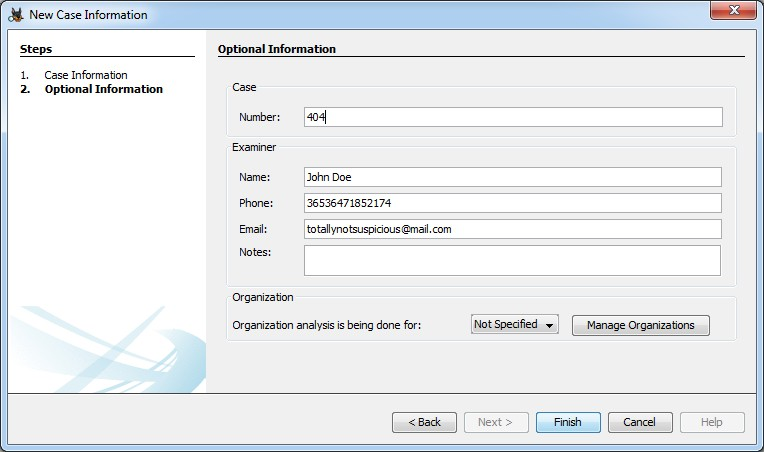 New Case Information
Steps
1. Case Information
2. Optional Information
Optional Information
Case
Number: 404
Examiner
Name: John Doe
Phone: 36536471852174
Email: totallynotsuspicious@mail.com
Notes:
Organization
Organization analysis is being done for: Not Specified Manage Organizations
< Back Next > Finish Cancel Help